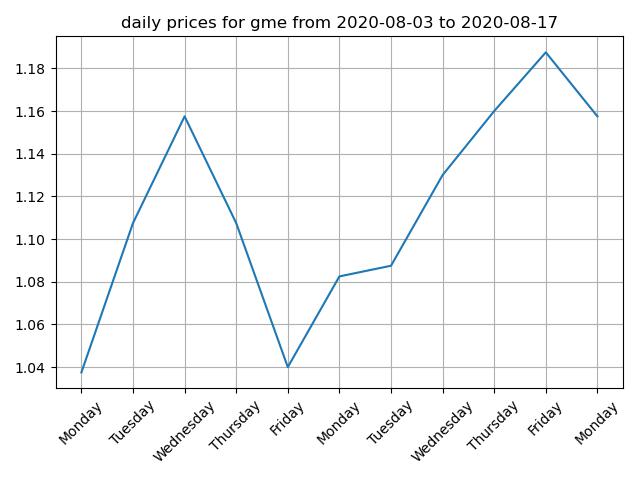 daily prices for gme from 2020-08-03 to 2020-08-17
1.18
1.16
1.14
1.12
1.10
1.08
1.06
1.04
Monday
Tuesday
Wednesday
Thursday
Friday
Monday
Tuesday
Wednesday
Thursday
Friday
Monday